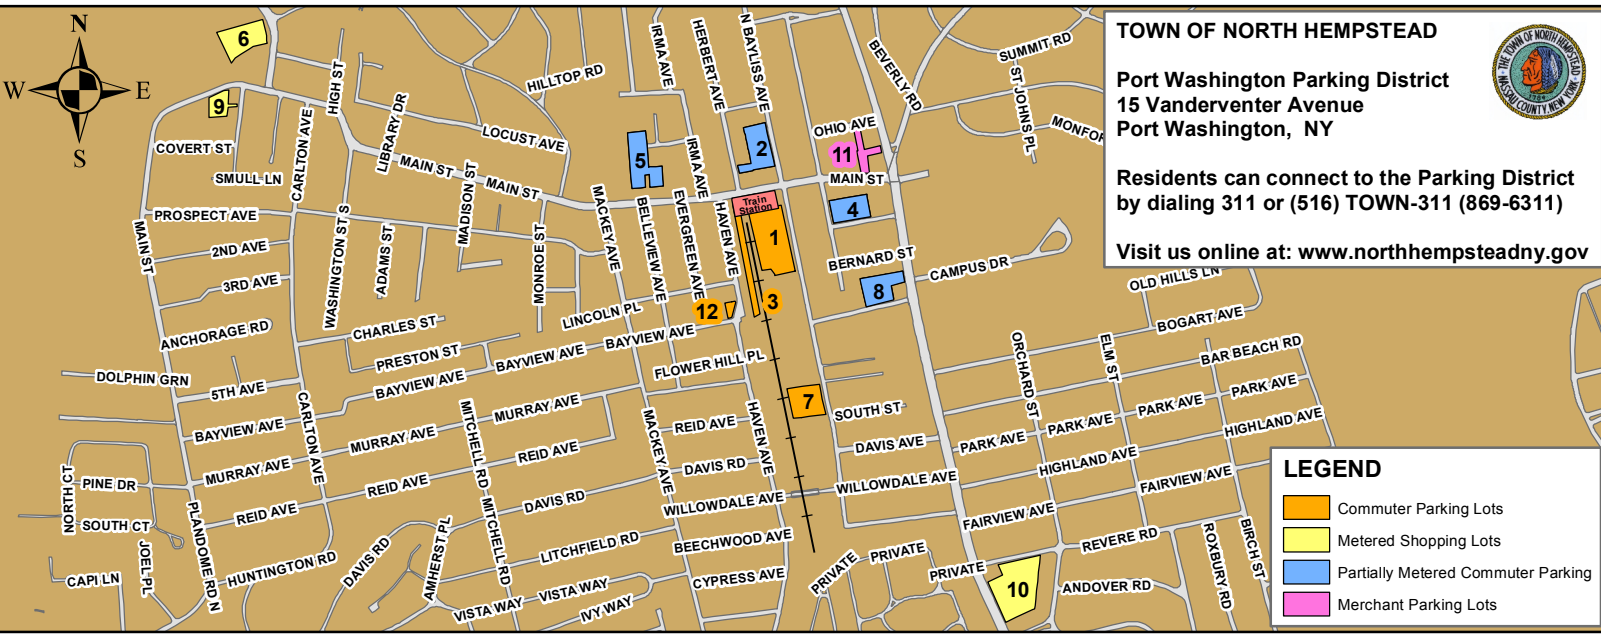 N
W E
S
TOWN OF NORTH HEMPSTEAD
Port Washington Parking District
15 Vanderventer Avenue
Port Washington, NY
Residents can connect to the Parking District
by dialing 311 or (516) TOWN-311 (869-6311)
Visit us online at: www.northhempsteadny.gov
THE TOWN OF NORTH HEMPSTEAD
NASSAU COUNTY, NEW YORK
6
9
HIGH ST
HILLTOP RD
IRMA AVE
HERBERT AVE
N BAYLISS AVE
BEVERLY RD
SUMMIT RD
ST JOHNS PL
MONFOR
OHIO AVE
11
MAIN ST
2
5
4
LIBRARY DR
LOCUST AVE
CARLTON AVE
COVERT ST
SMULL LN
MAIN ST
MAIN ST
MADISON ST
IRMA AVE
PROSPECT AVE
MAIN ST
2ND AVE
3RD AVE
WASHINGTON ST S
ADAMS ST
MONROE ST
MACKEY AVE
BELLEVIEW AVE
EVERGREEN AVE
HAVEN AVE
Train
Station
1
3
12
BERNARD ST
8
CAMPUS DR
OLD HILLS LN
BOGART AVE
ANCHORAGE RD
CHARLES ST
LINCOLN PL
PRESTON ST
BAYVIEW AVE
BAYVIEW AVE
BAYVIEW AVE
FLOWER HILL PL
DOLPHIN GRN
5TH AVE
BAYVIEW AVE
CARLTON AVE
MURRAY AVE
MURRAY AVE
MURRAY AVE
MITCHELL RD
MITCHELL RD
REID AVE
REID AVE
REID AVE
REID AVE
MACKEY AVE
HAVEN AVE
7
SOUTH ST
DAVIS AVE
ORCHARD ST
ELM ST
BAR BEACH RD
PARK AVE
PARK AVE
PARK AVE
PARK AVE
HIGHLAND AVE
HIGHLAND AVE
FAIRVIEW AVE
FAIRVIEW AVE
WILLOWDALE AVE
WILLOWDALE AVE
DAVIS RD
DAVIS RD
DAVIS RD
NORTH CT
PINE DR
SOUTH CT
JOEL PL
CAPI LN
PLANDOME RD N
HUNTINGTON RD
AMHERST PL
LITCHFIELD RD
BEECHWOOD AVE
CYPRESS AVE
VISTA WAY
VISTA WAY
IVY WAY
PRIVATE
PRIVATE
PRIVATE
10
REVERE RD
ANDOVER RD
ROXBURY RD
BIRCH ST
LEGEND
Commuter Parking Lots
Metered Shopping Lots
Partially Metered Commuter Parking
Merchant Parking Lots